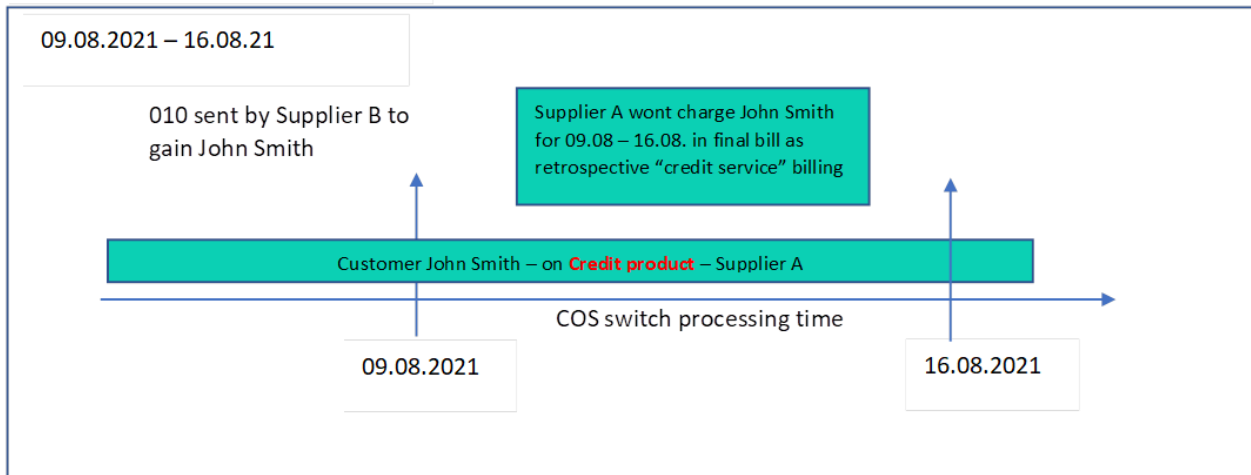 09.08.2021 – 16.08.21
010 sent by Supplier B to
gain John Smith
Supplier A wont charge John Smith
for 09.08 – 16.08. in final bill as
retrospective “credit service” billing
Customer John Smith – on Credit product – Supplier A
COS switch processing time
09.08.2021
16.08.2021